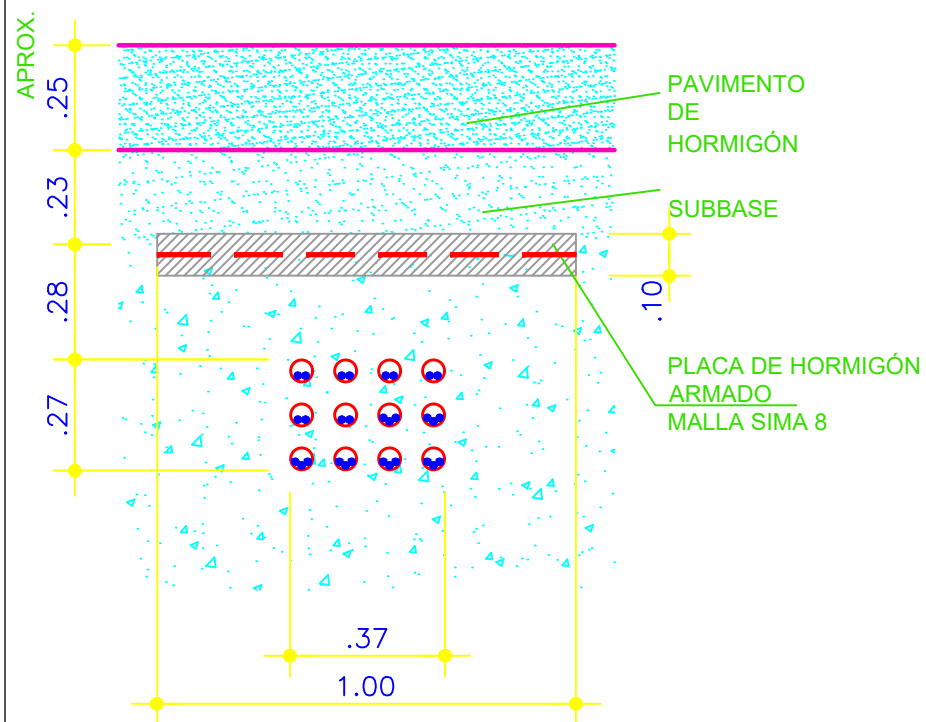 APROX.
.25
.23
.28
.27
PAVIMENTO
DE
HORMIGÓN
SUBBASE
.10
PLACA DE HORMIGÓN
ARMADO
MALLA SIMA 8
.37
1.00